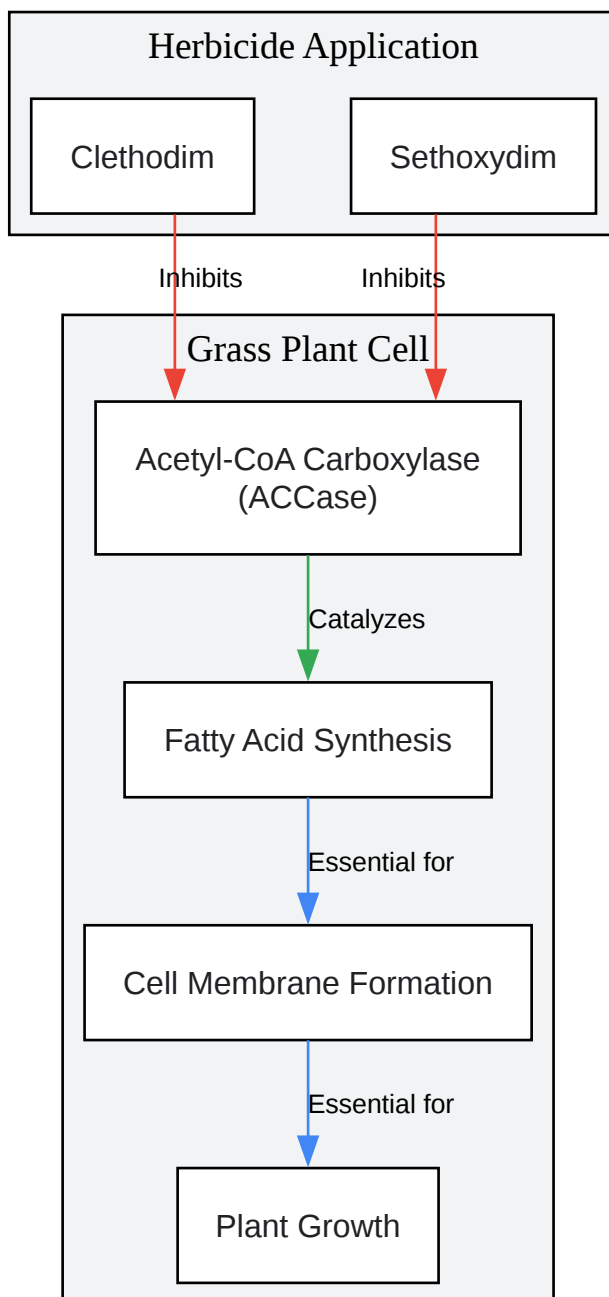 Herbicide Application
Clethodim
Sethoxydim
Inhibits
Inhibits
Grass Plant Cell
Acetyl-CoA Carboxylase
(ACCase)
Catalyzes
Fatty Acid Synthesis
Essential for
Cell Membrane Formation
Essential for
Plant Growth